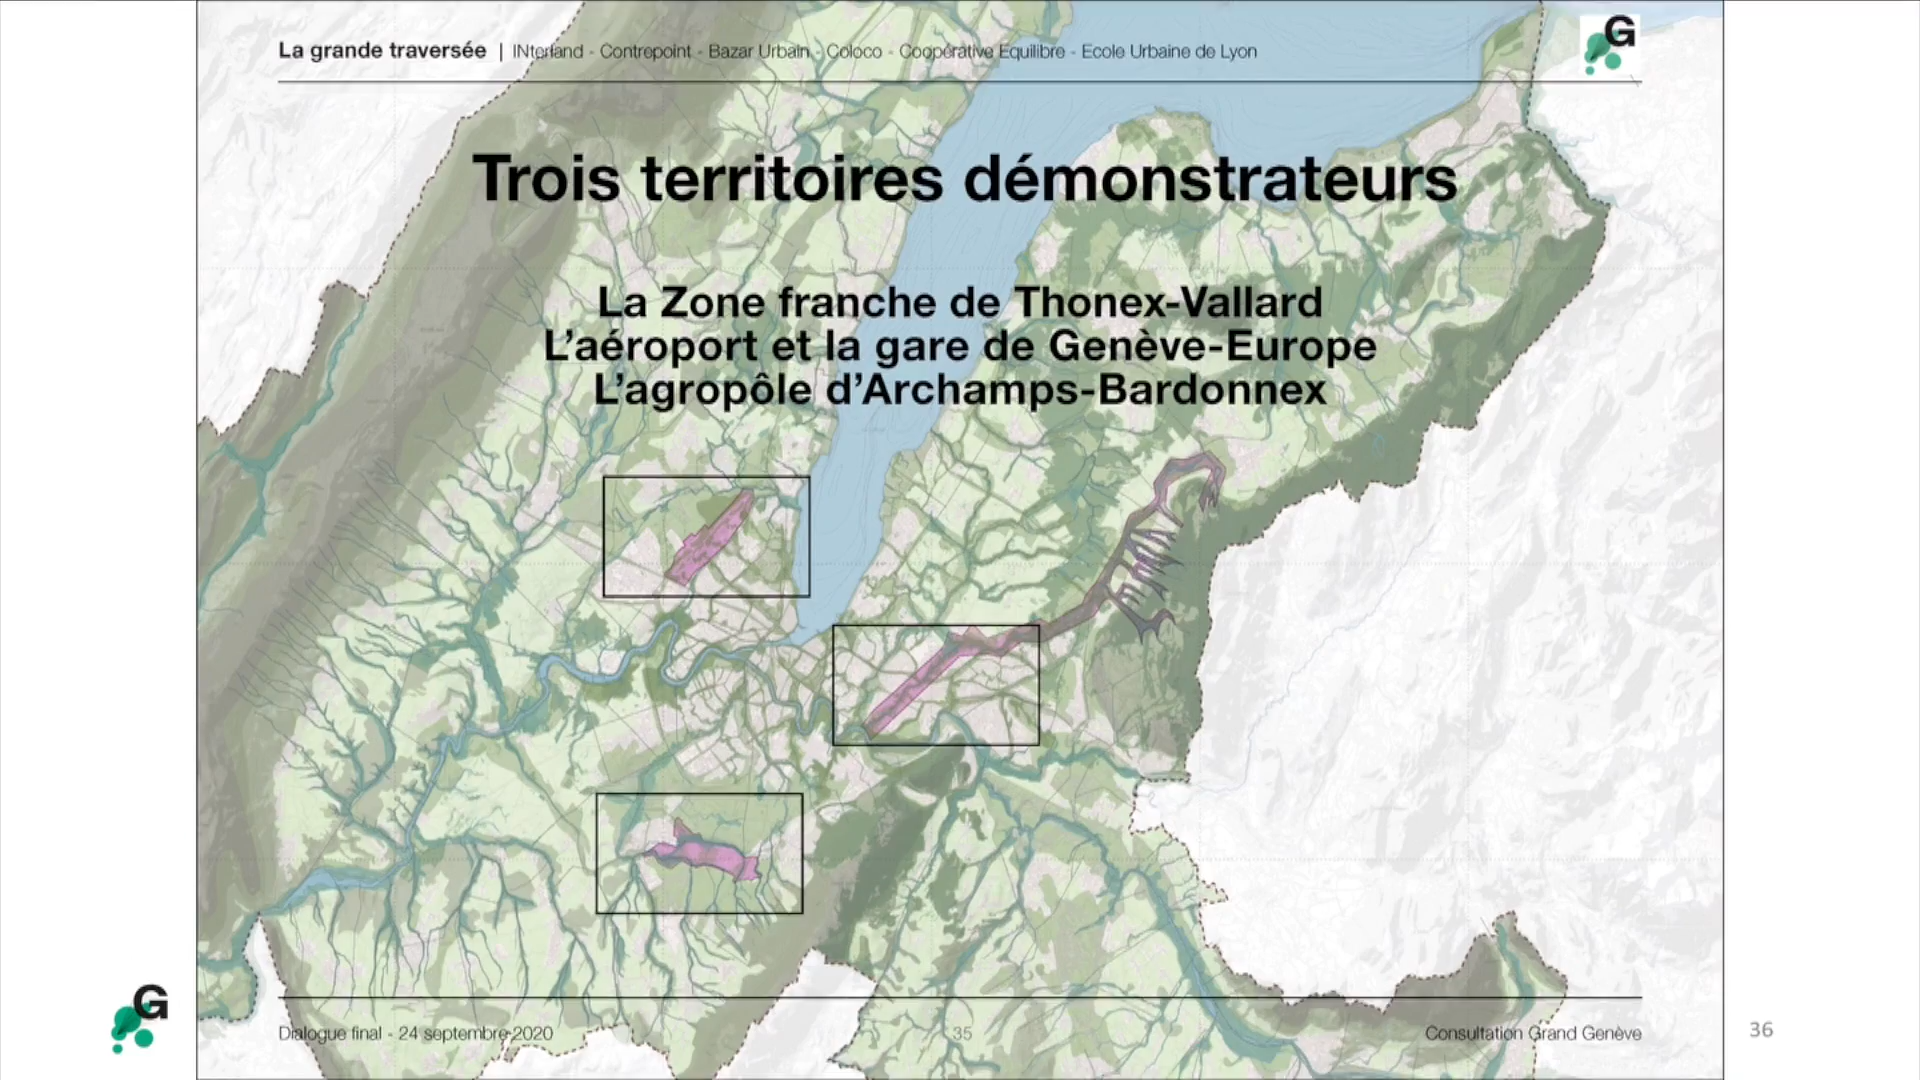 La grande traversée | INterland - Contrepoint - Bazar Urbain - Coloco - Coopérative Equilibre - Ecole Urbaine de Lyon
G
Trois territoires démonstrateurs
La Zone franche de Thonex-Vallard
L’aéroport et la gare de Genève-Europe
L’agropôle d’Archamps-Bardonnex
G
Dialogue final - 24 septembre 2020
35
Consultation Grand Genève
36